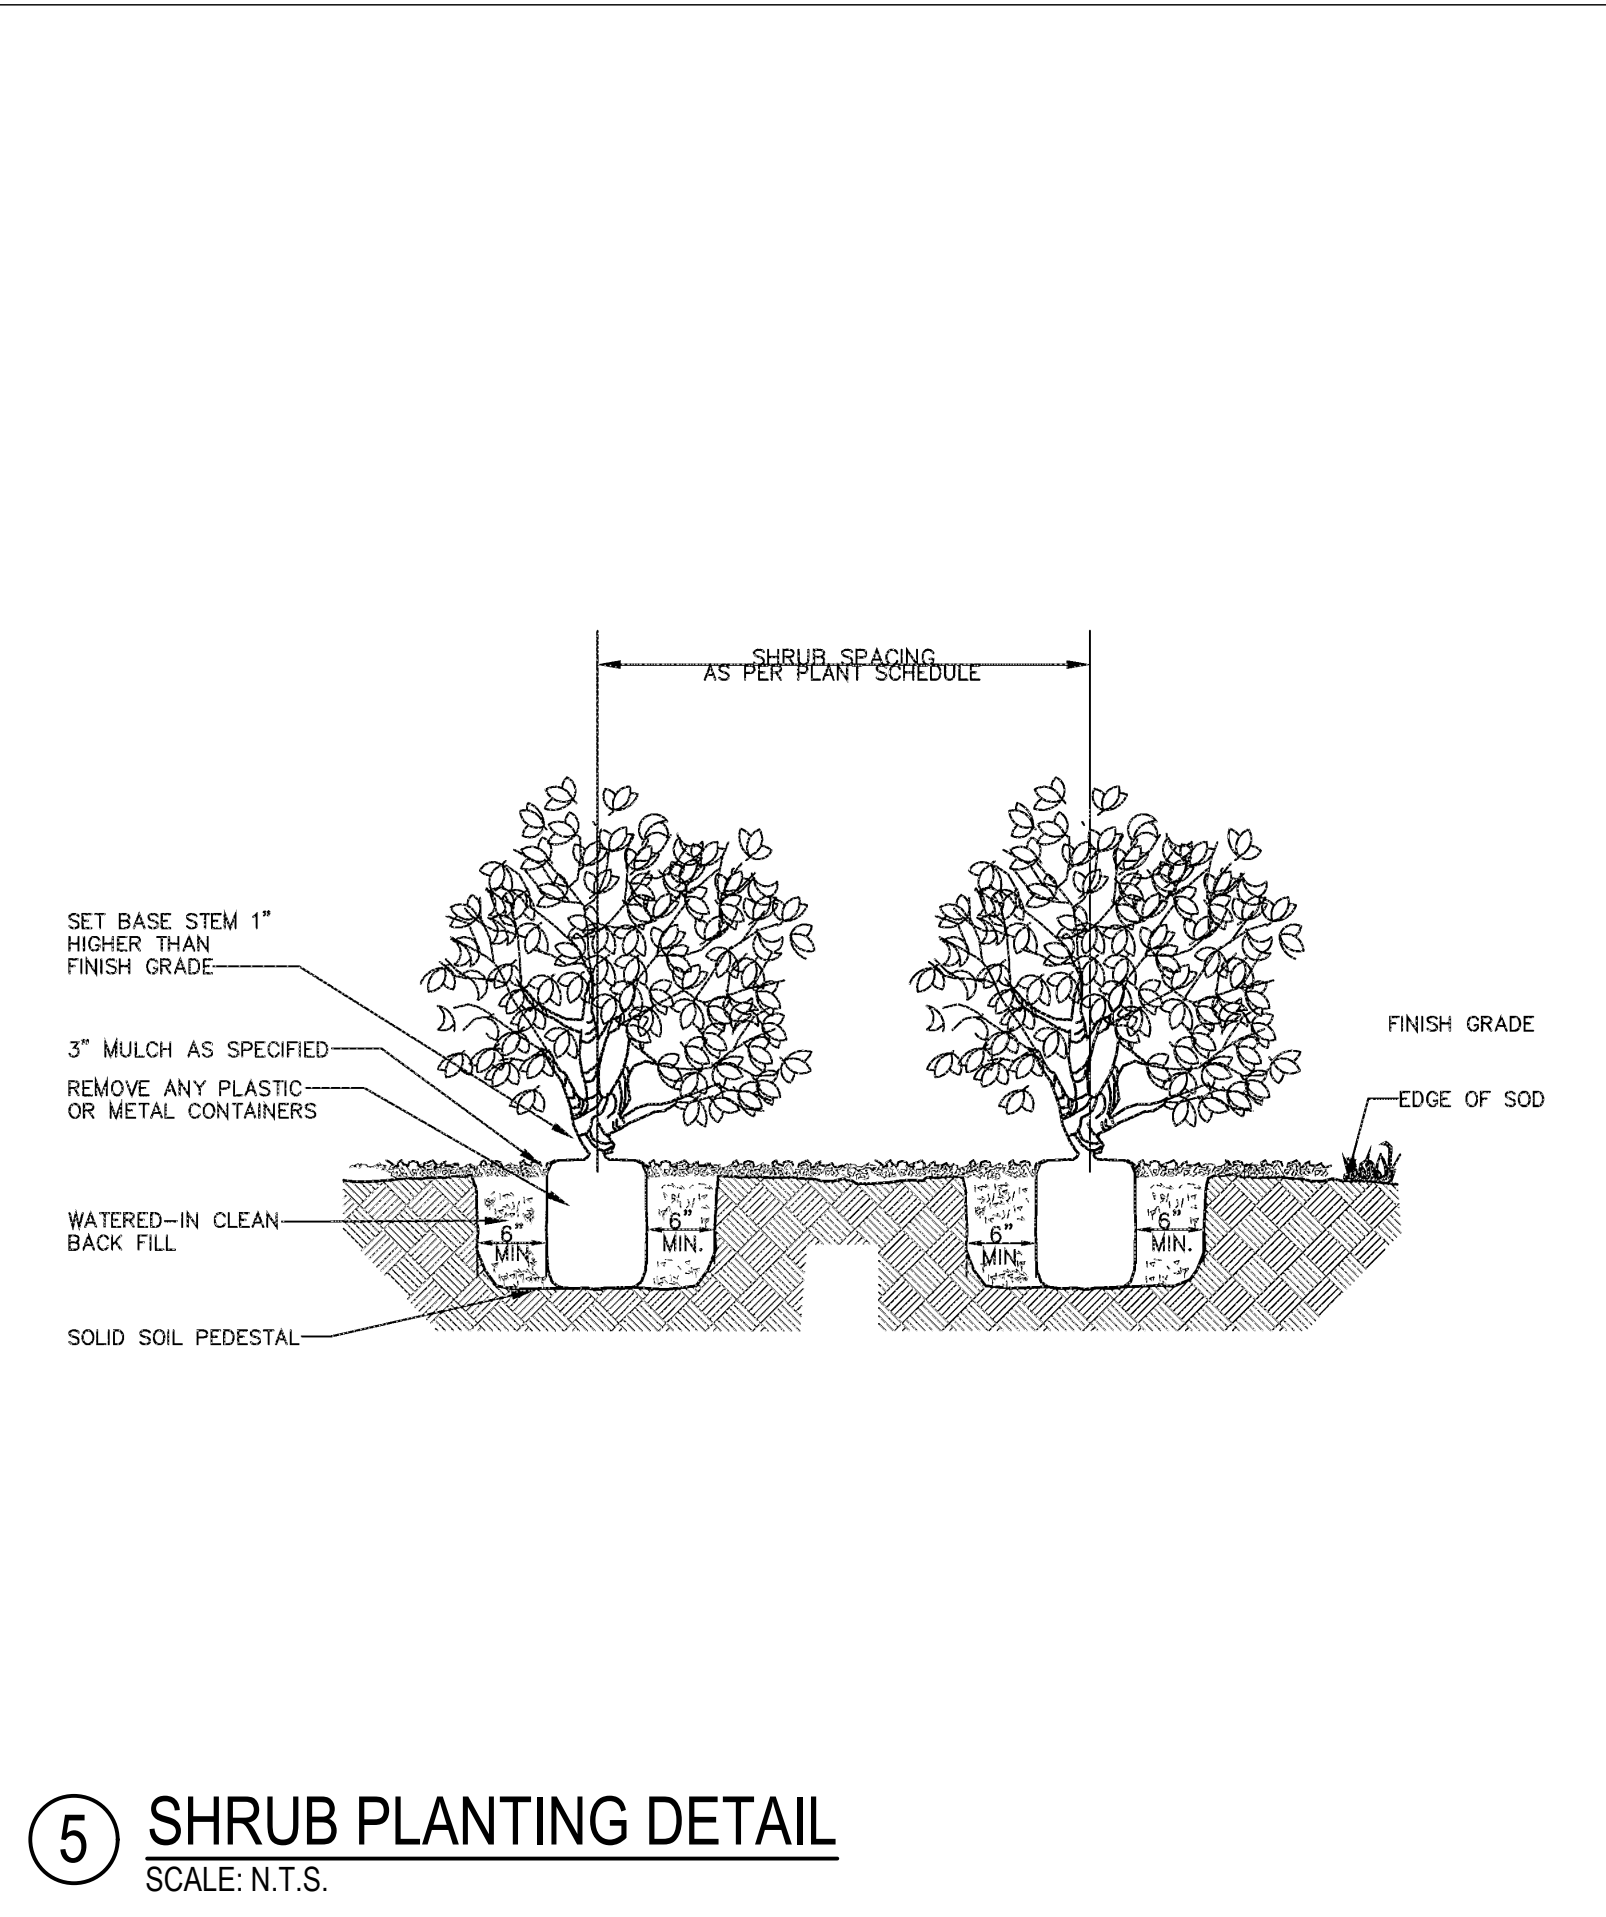 SHRUB SPACING
AS PER PLANT SCHEDULE
SET BASE STEM 1"
HIGHER THAN
FINISH GRADE
3" MULCH AS SPECIFIED
REMOVE ANY PLASTIC
OR METAL CONTAINERS
WATERED-IN CLEAN
BACK FILL
SOLID SOIL PEDESTAL
6"
MIN.
6"
MIN.
6"
MIN.
6"
MIN.
FINISH GRADE
EDGE OF SOD
5
SHRUB PLANTING DETAIL
SCALE: N.T.S.